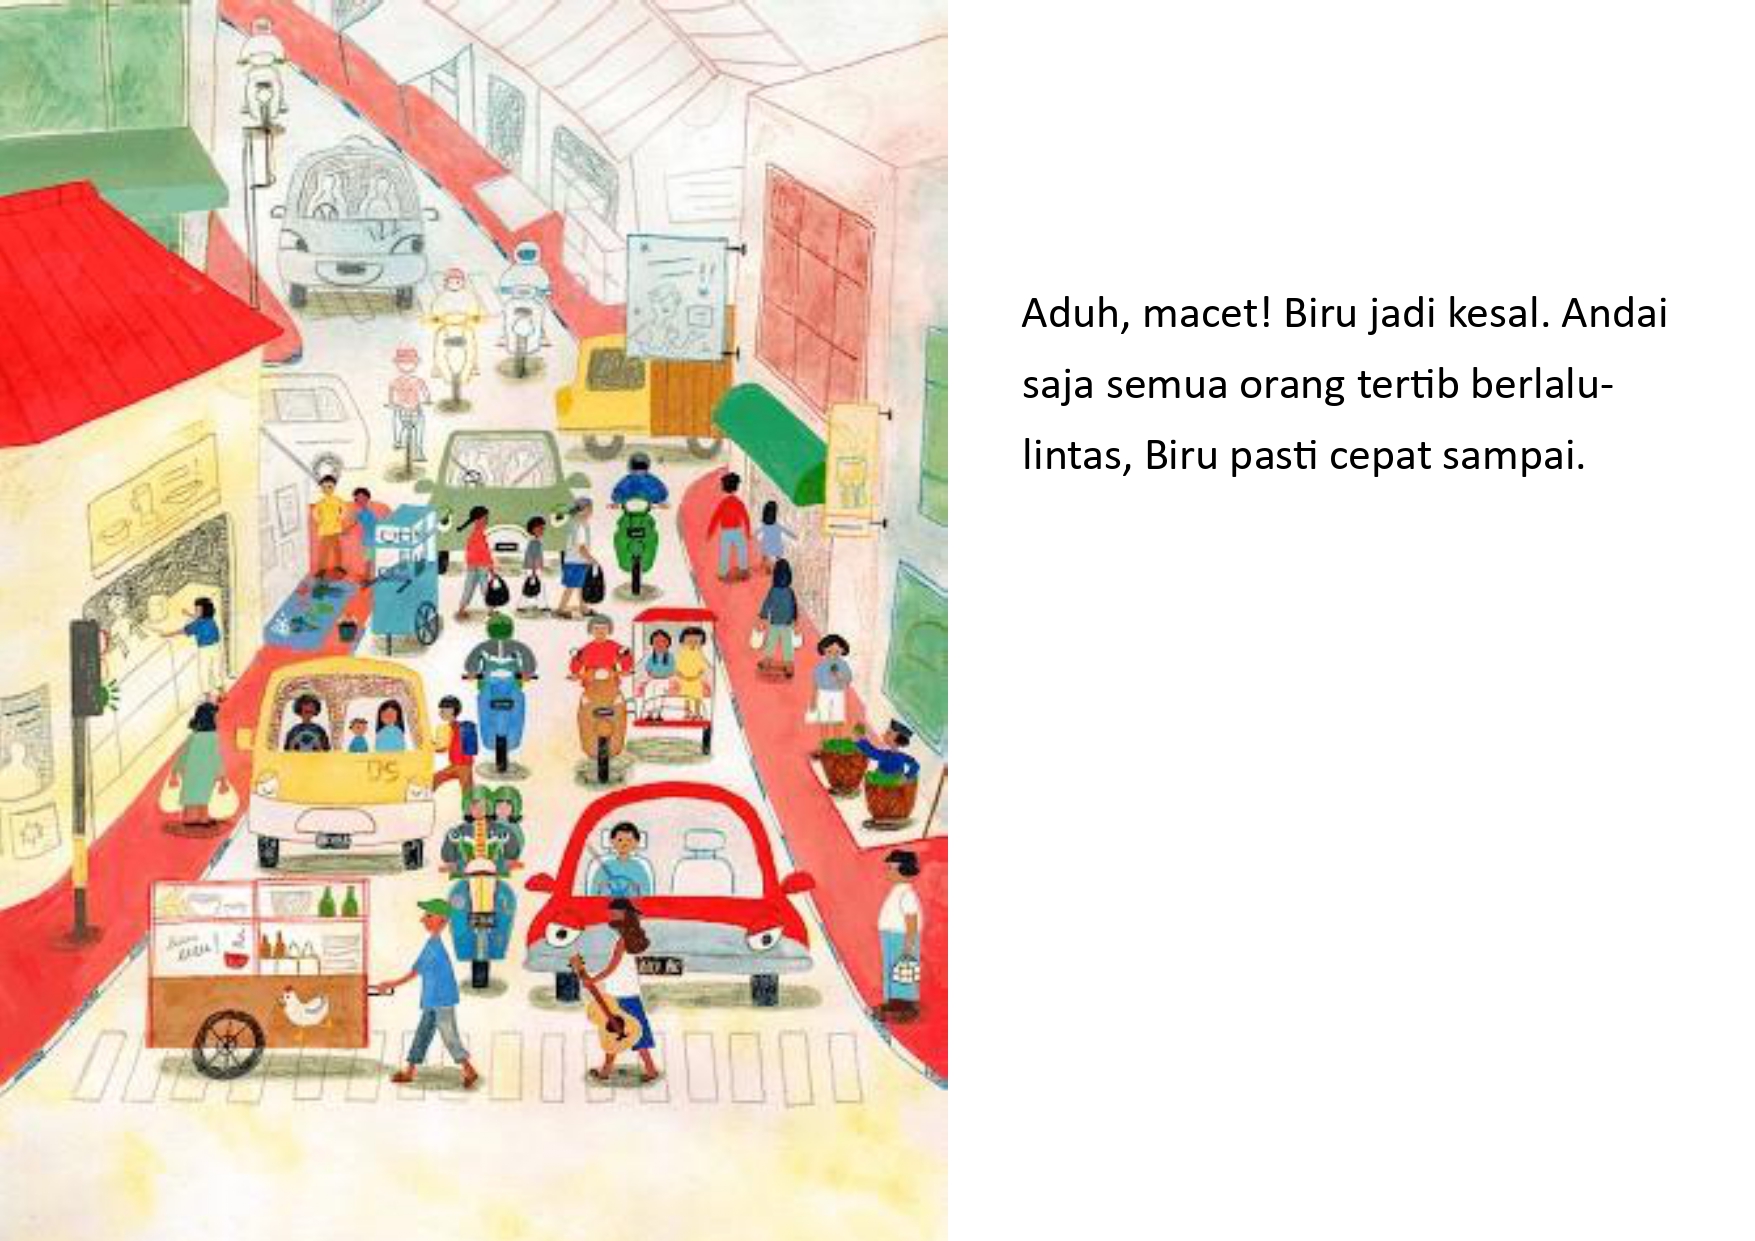 Aduh, macet! Biru jadi kesal. Andai
saja semua orang tertib berlalu-
lintas, Biru pasti cepat sampai.